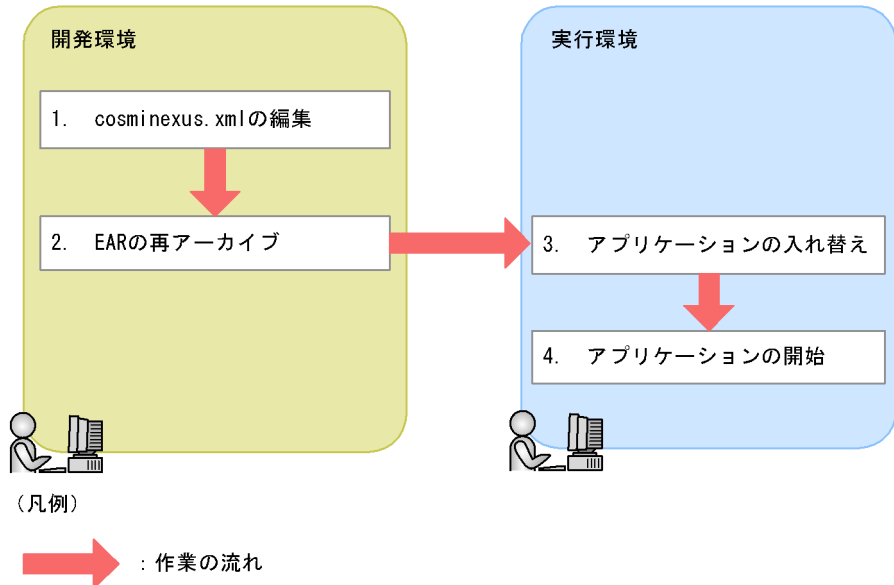 開発環境
実行環境
1. cosminexus.xmlの編集
2. EARの再アーカイブ
3. アプリケーションの入れ替え
4. アプリケーションの開始
(凡例)
:作業の流れ